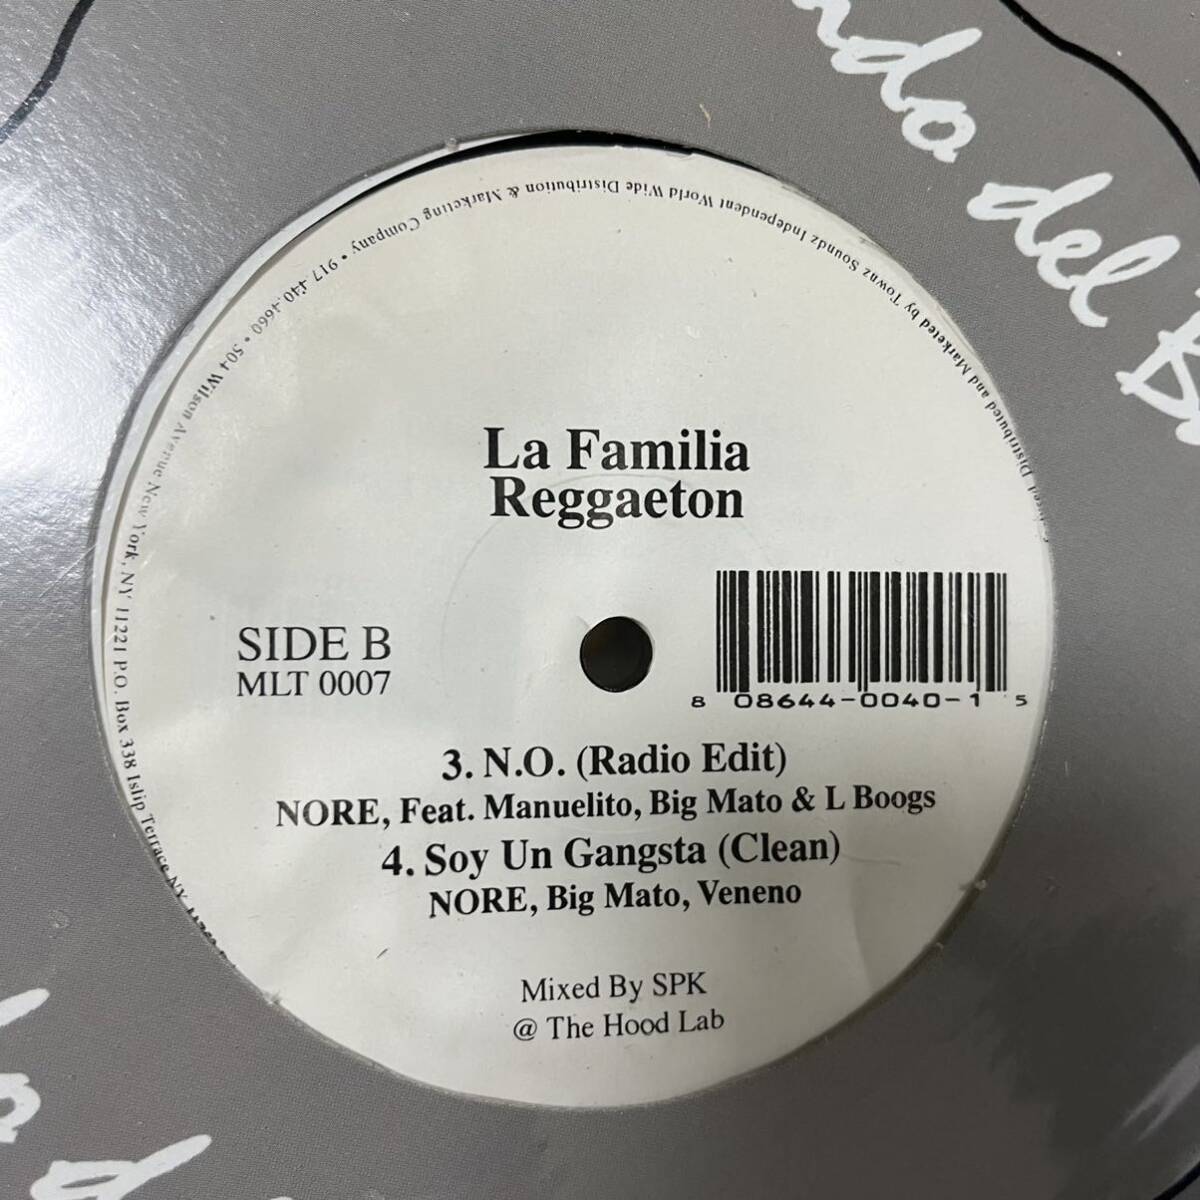 ndo del
La Familia
Reggaeton
SIDE B
MLT 0007
8 08644-0040-1 5
3. N.O. (Radio Edit)
NORE, Feat. Manuelito, Big Mato & L Boogs
4. Soy Un Gangsta (Clean)
NORE, Big Mato, Veneno
Mixed By SPK
@ The Hood Lab
Distributed and Marketed by Townz Soundz Independent World Wide Distribution & Marketing Company • 917 440.4660 • 504 Wilson Avenue New York, NY 11221 P.O. Box 338 Islip Terrace NY